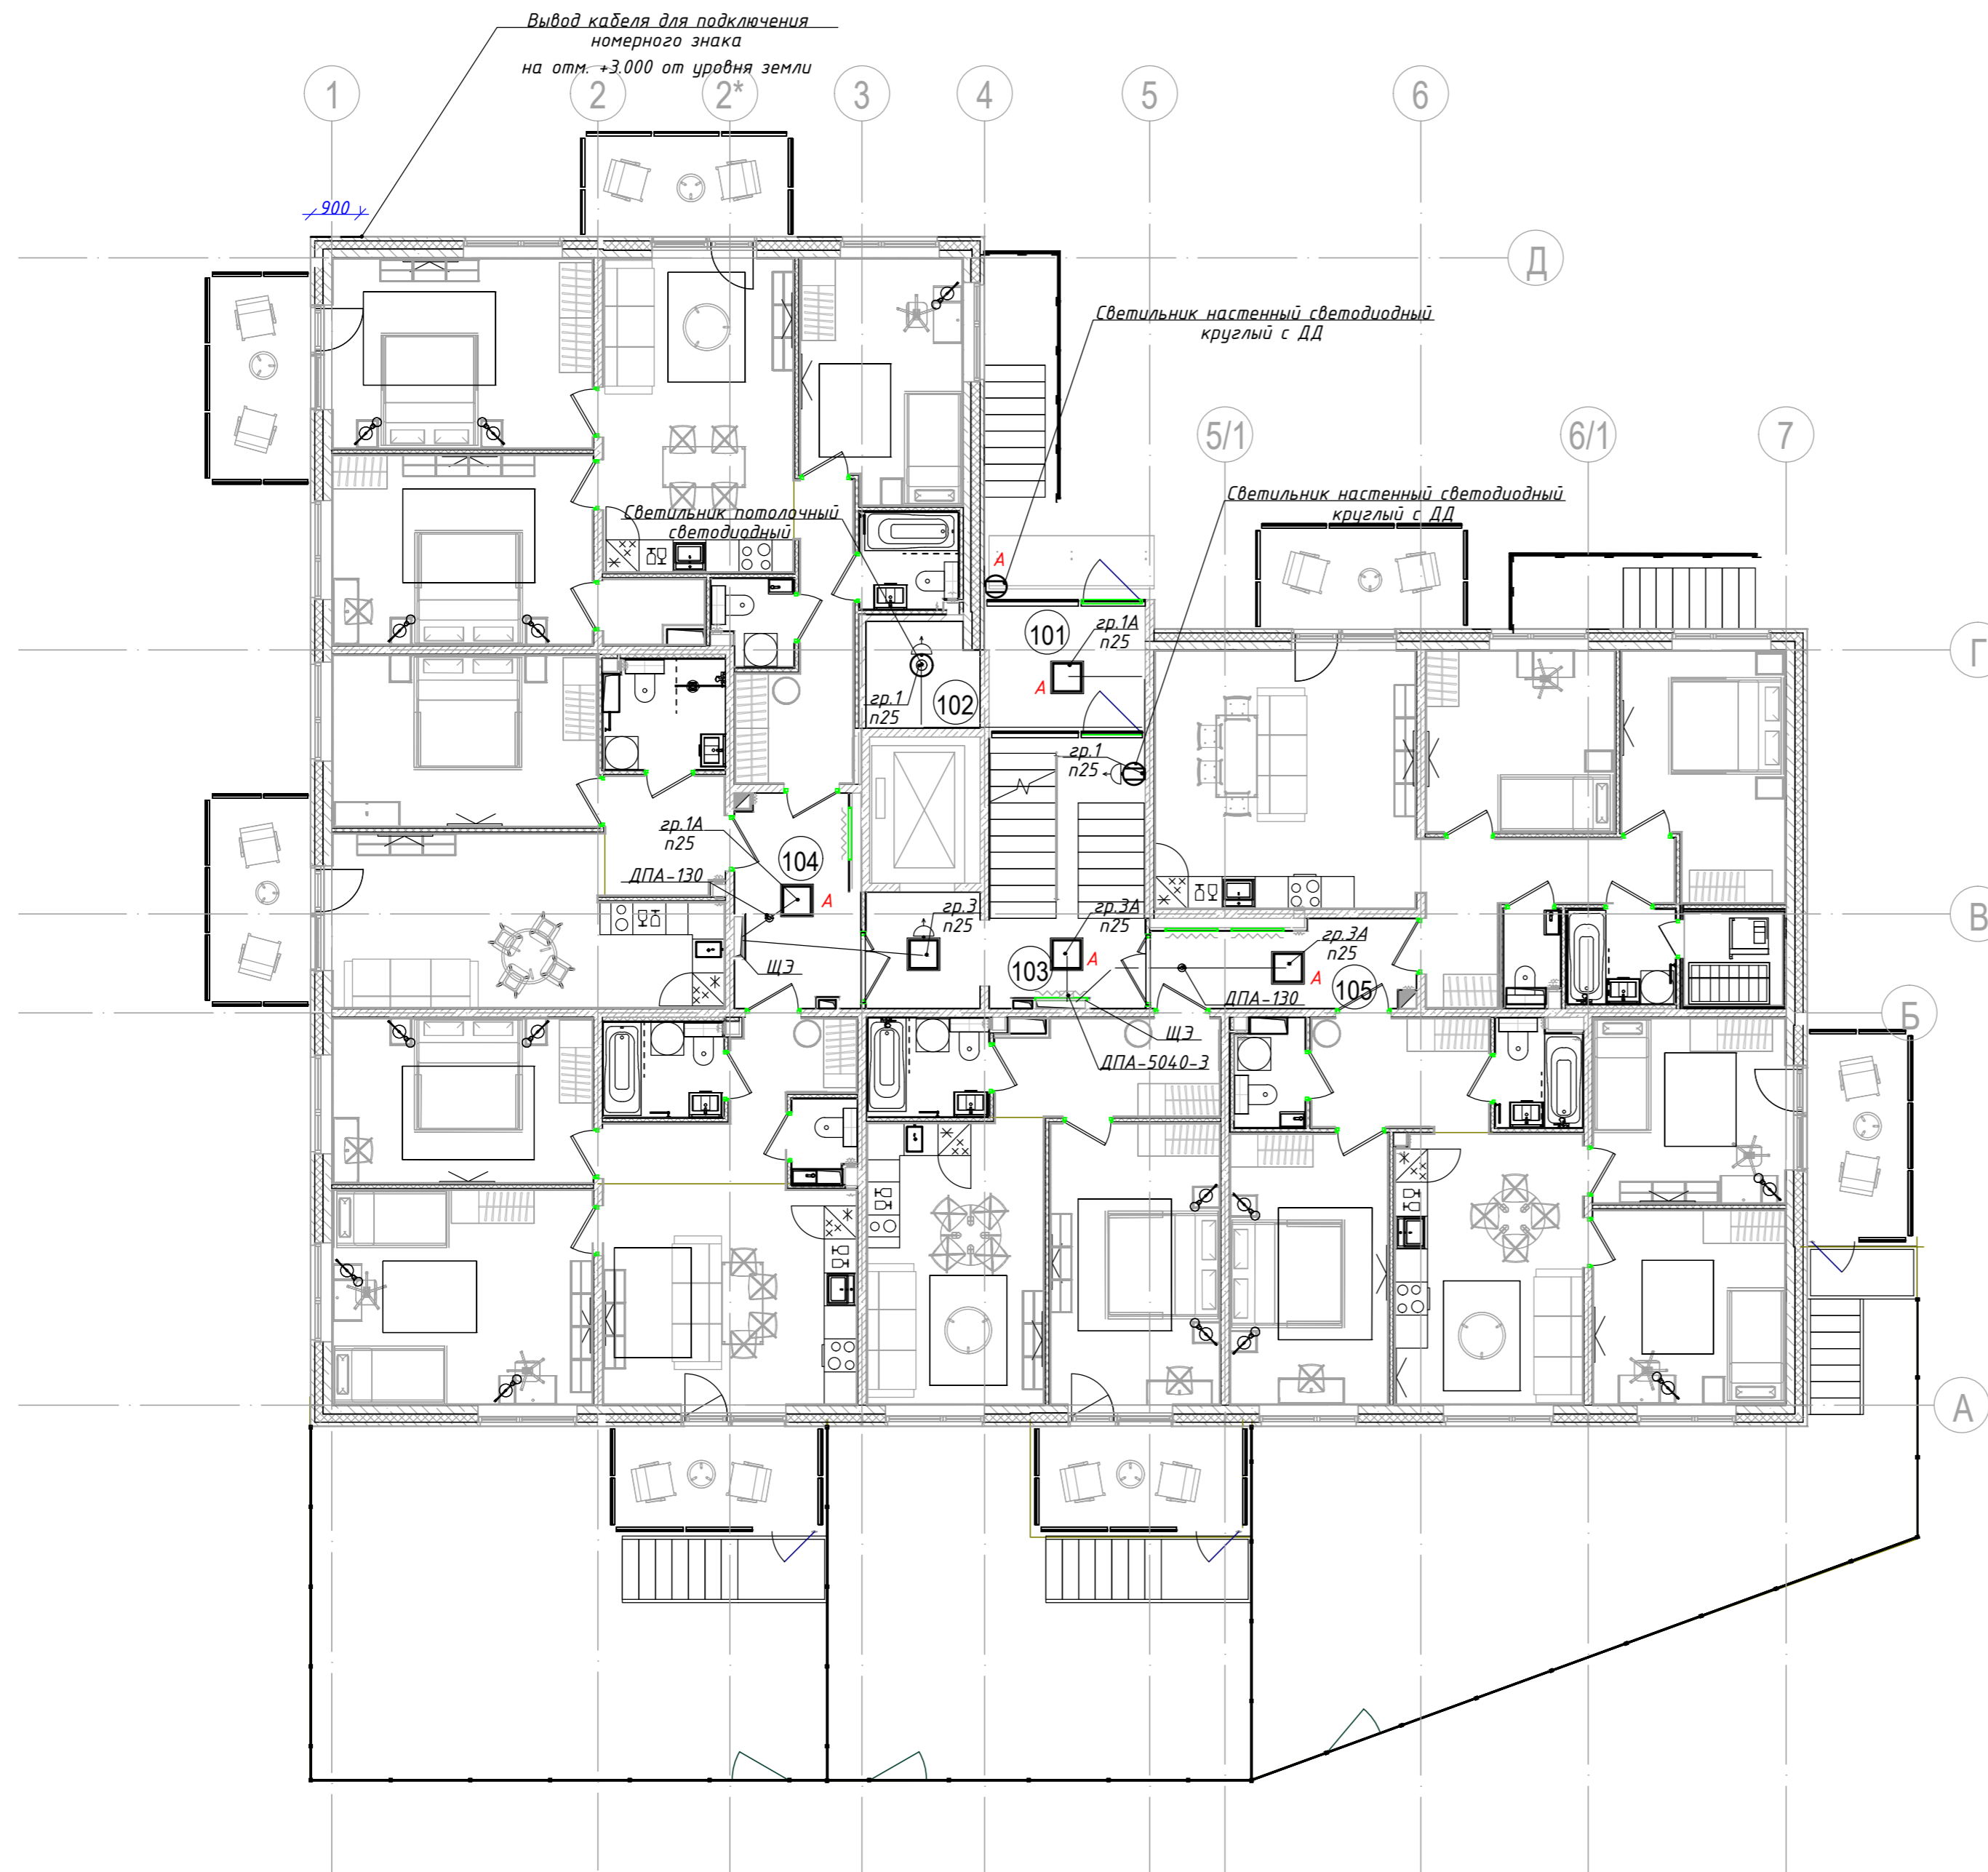 Вывод кабеля для подключения
номерного знака
на отм. +3.000 от уровня земли
1
2
2*
3
4
5
6
900
Д
Светильник настенный светодиодный
круглый с ДД
5/1
6/1
7
Светильник настенный светодиодный
круглый с ДД
Светильник потолочный
светодиодный
А
101
гр.1А
п25
А
Г
гр.1
п25
102
гр.1
п25
гр.1А
п25
104
ДПА-130
А
гр.3
п25
гр.3А
п25
В
гр.3А
п25
ЩЭ
103
А
А
105
ДПА-130
Б
ЩЭ
ДПА-5040-3
А